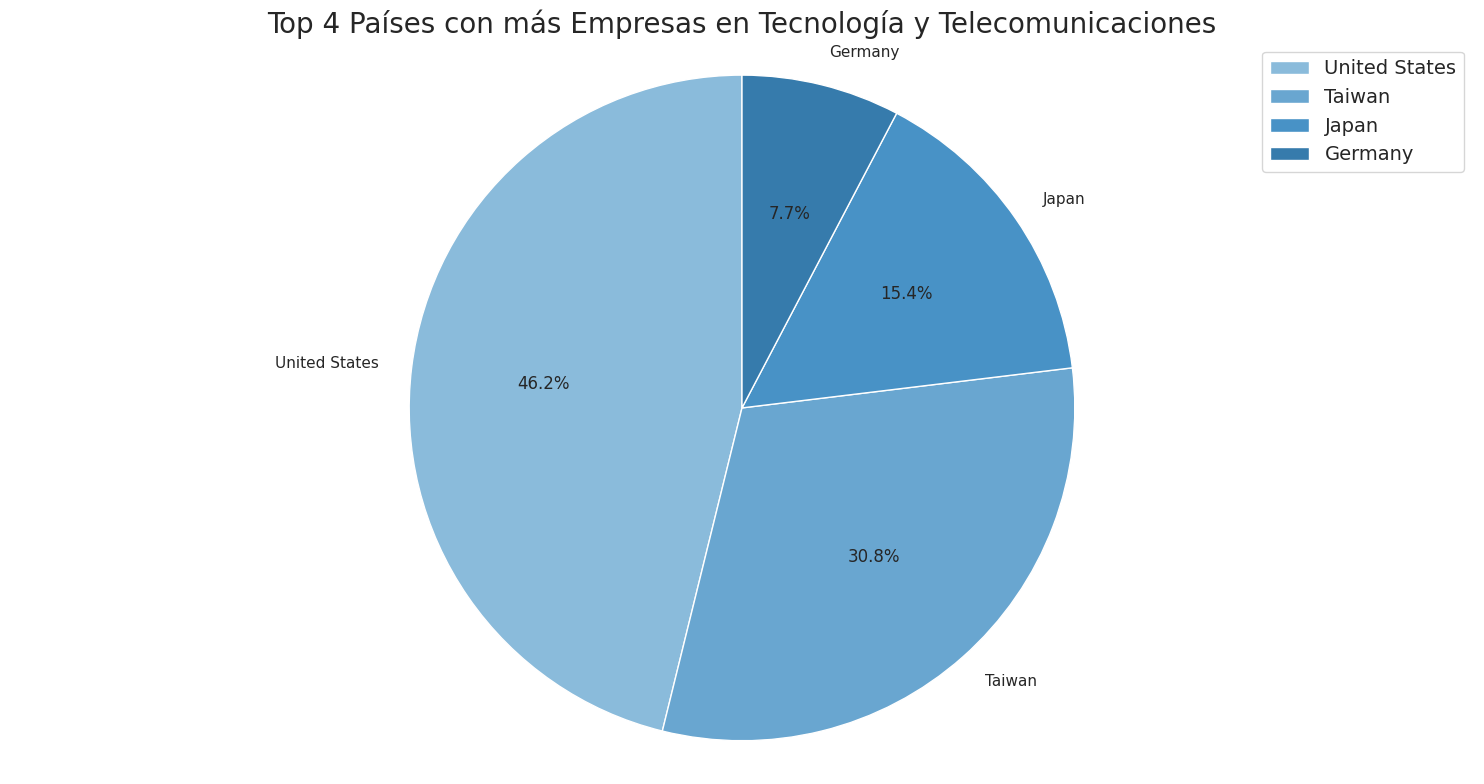 Top 4 Países con más Empresas en Tecnología y Telecomunicaciones
Germany
United States
Taiwan
Japan
Germany
Japan
7.7%
15.4%
United States
46.2%
30.8%
Taiwan